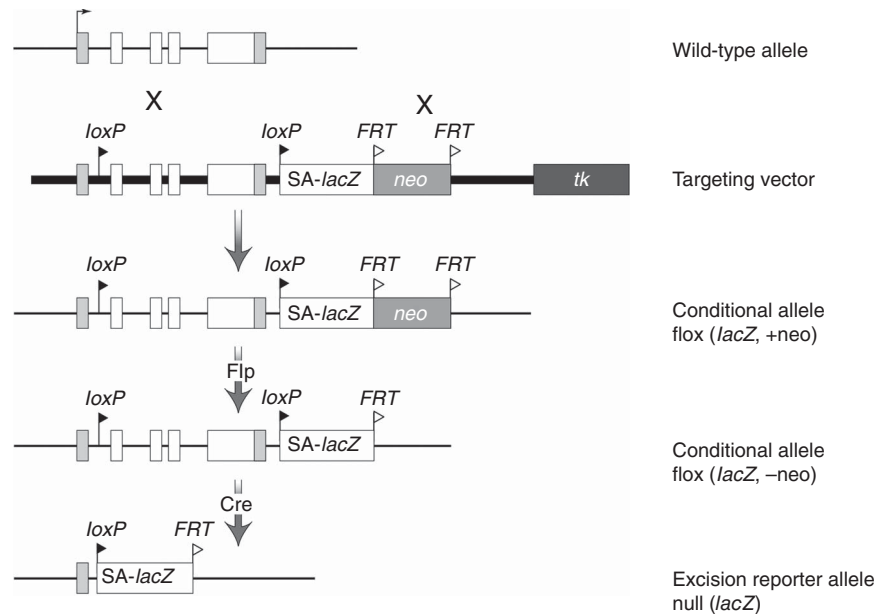 Wild-type allele
X X
loxP loxP FRT FRT
SA-lacZ neo tk
Targeting vector
loxP loxP FRT FRT
SA-lacZ neo
Conditional allele
flox (lacZ, +neo)
Flp
loxP loxP FRT
SA-lacZ
Conditional allele
flox (lacZ, –neo)
Cre
loxP FRT
SA-lacZ
Excision reporter allele
null (lacZ)